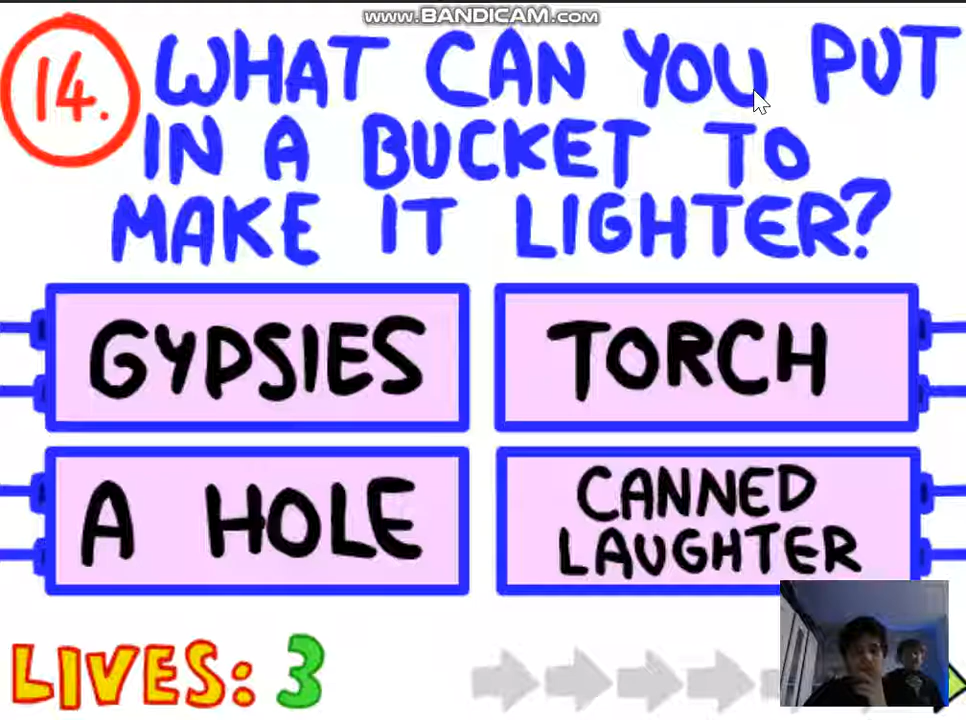 www.BANDICAM.com
14. WHAT CAN YOU PUT
IN A BUCKET TO
MAKE IT LIGHTER?
GYPSIES
TORCH
A HOLE
CANNED
LAUGHTER
LIVES: 3